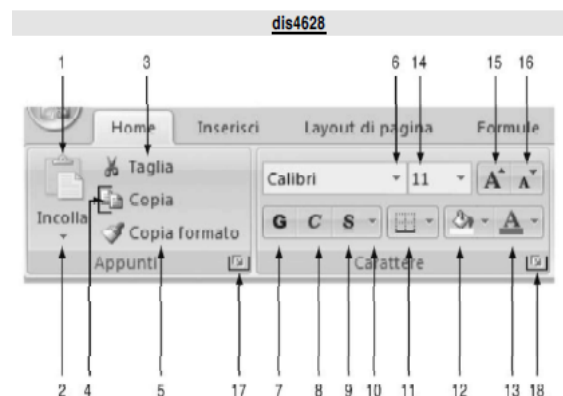 dis4628
1 3 6 14 15 16
Home Inserisci Layout di pagina Formule
Taglia
Calibri 11 A A
Copia
Incolla
G C S A
Copia formato
Appunti Carattere
2 4 5 17 7 8 9 10 11 12 13 18